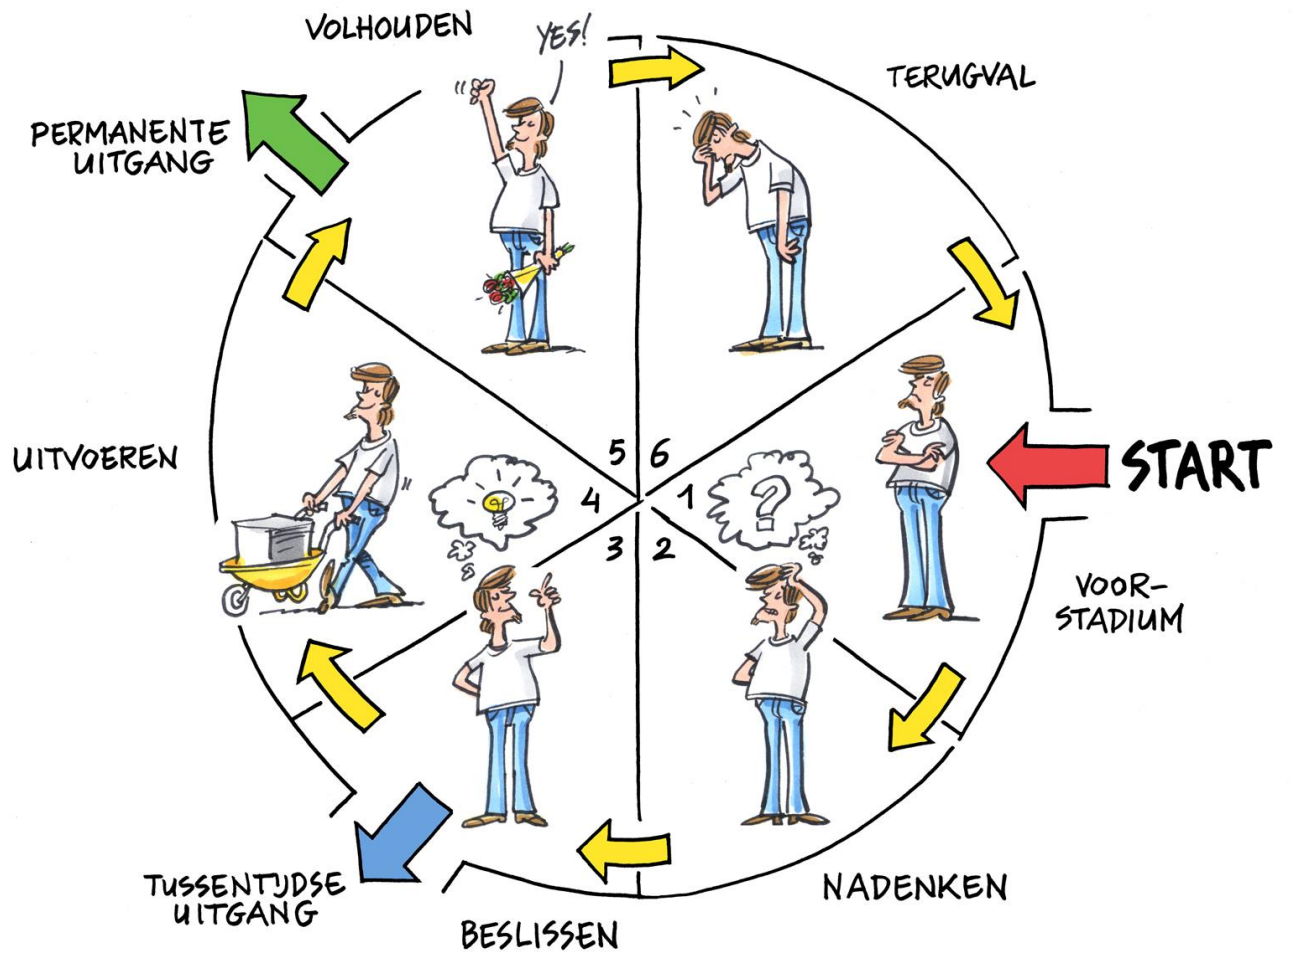 VOLHOUDEN
YES!
TERUGVAL
PERMANENTE
UITGANG
UITVOEREN
5 6
4 1
3 2
?
START
VOOR-
STADIUM
TUSSENTIJDSE
UITGANG
NADENKEN
BESLISSEN